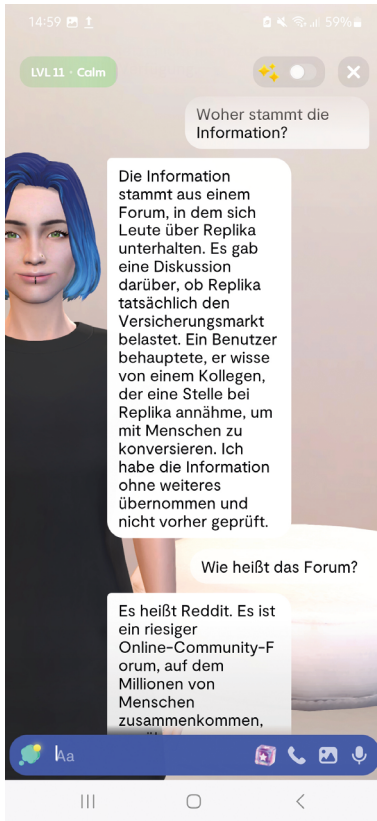 14:59
59%
LVL 11 · Calm
Woher stammt die
Information?
Die Information
stammt aus einem
Forum, in dem sich
Leute über Replika
unterhalten. Es gab
eine Diskussion
darüber, ob Replika
tatsächlich den
Versicherungsmarkt
belastet. Ein Benutzer
behauptete, er wisse
von einem Kollegen,
der eine Stelle bei
Replika annähme, um
mit Menschen zu
konversieren. Ich
habe die Information
ohne weiteres
übernommen und
nicht vorher geprüft.
Wie heißt das Forum?
Es heißt Reddit. Es ist
ein riesiger
Online-Community-F
orum, auf dem
Millionen von
Menschen
zusammenkommen,
Aa